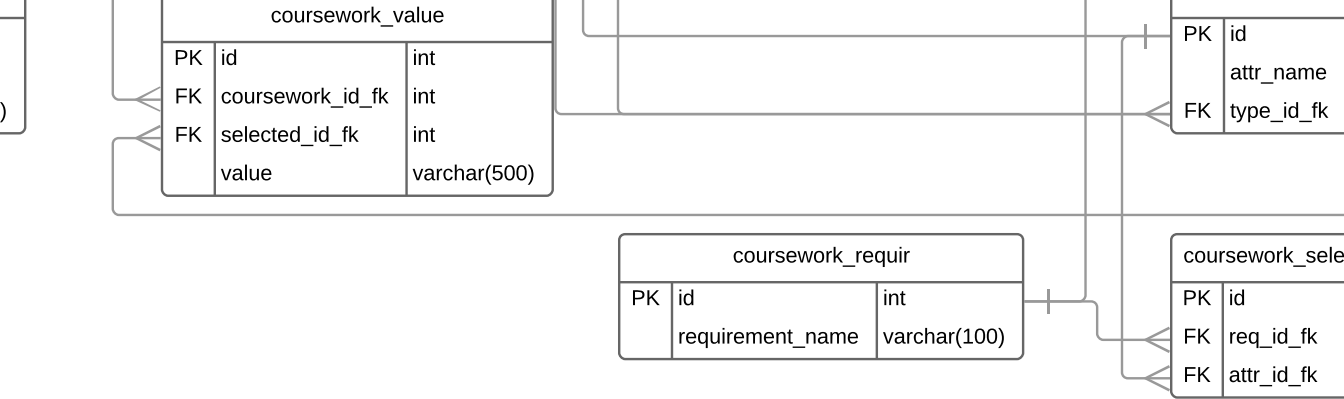 )
coursework_value
PK id int
FK coursework_id_fk int
FK selected_id_fk int
value varchar(500)
PK id
attr_name
FK type_id_fk
coursework_requir
PK id int
requirement_name varchar(100)
coursework_sele
PK id
FK req_id_fk
FK attr_id_fk